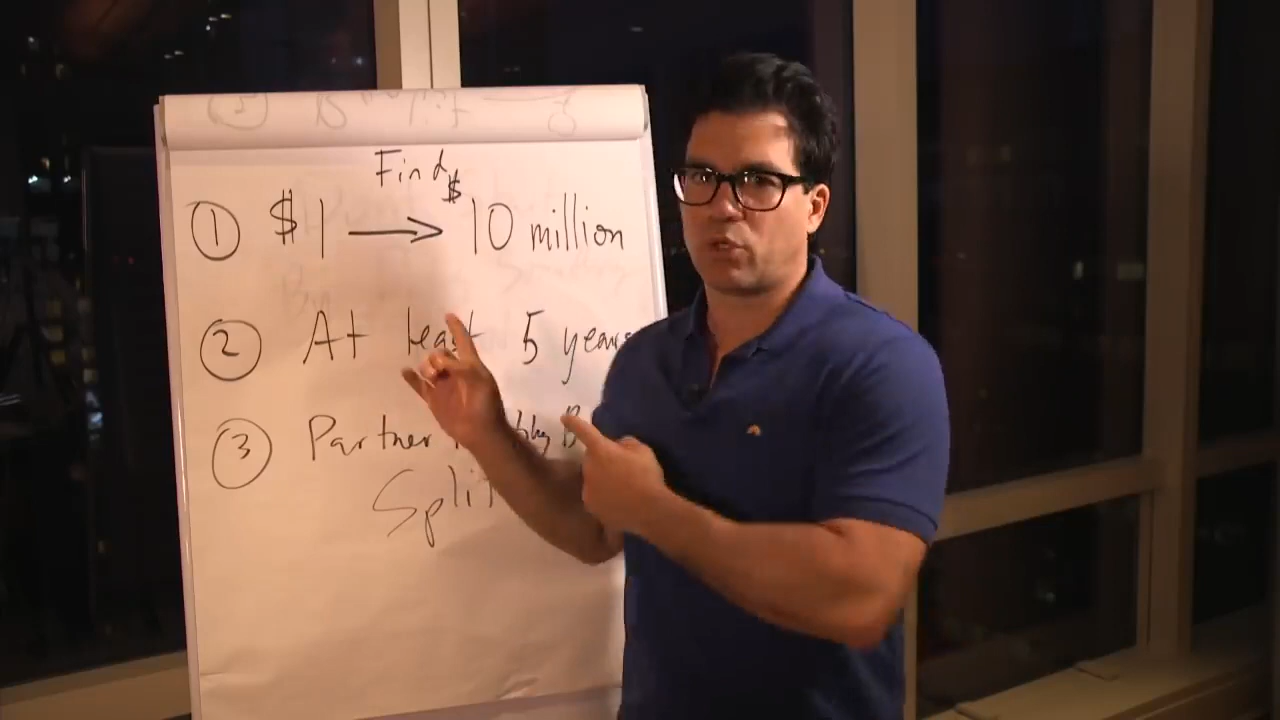 Find
① $1 → $10 million
② At least 5 years
③ Partner
Split